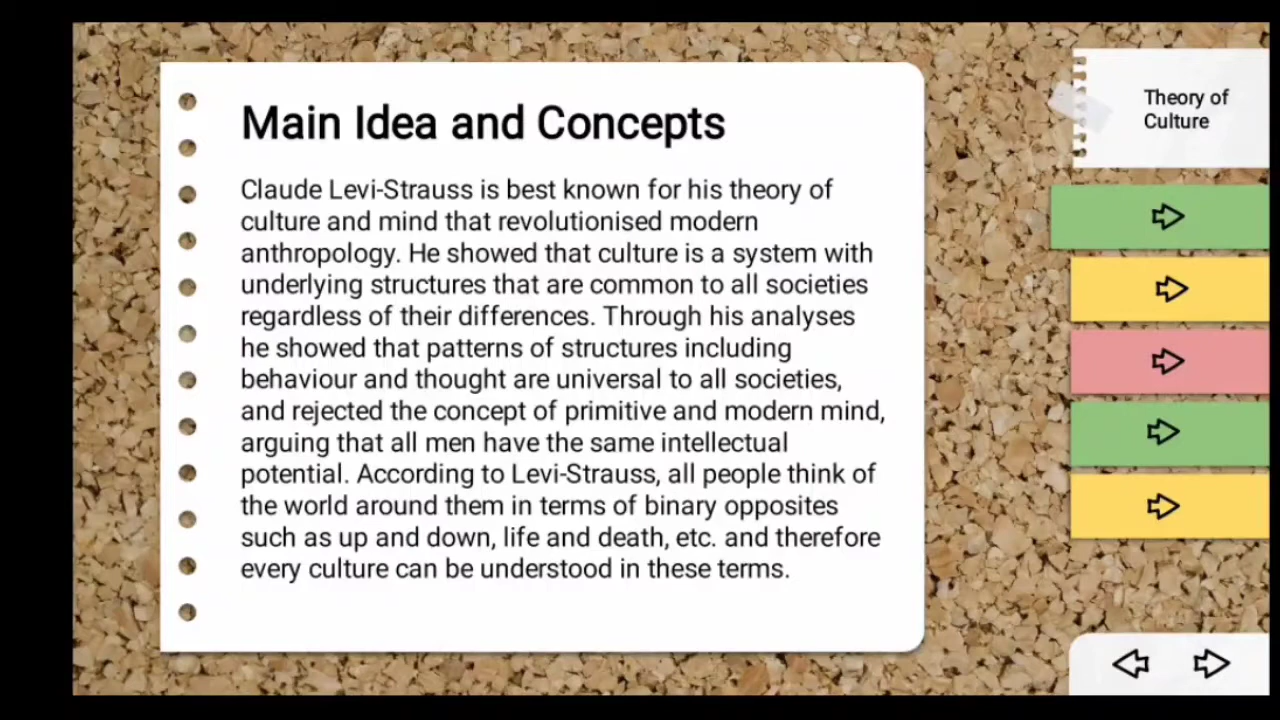 Main Idea and Concepts
Claude Levi-Strauss is best known for his theory of
culture and mind that revolutionised modern
anthropology. He showed that culture is a system with
underlying structures that are common to all societies
regardless of their differences. Through his analyses
he showed that patterns of structures including
behaviour and thought are universal to all societies,
and rejected the concept of primitive and modern mind,
arguing that all men have the same intellectual
potential. According to Levi-Strauss, all people think of
the world around them in terms of binary opposites
such as up and down, life and death, etc. and therefore
every culture can be understood in these terms.
Theory of
Culture